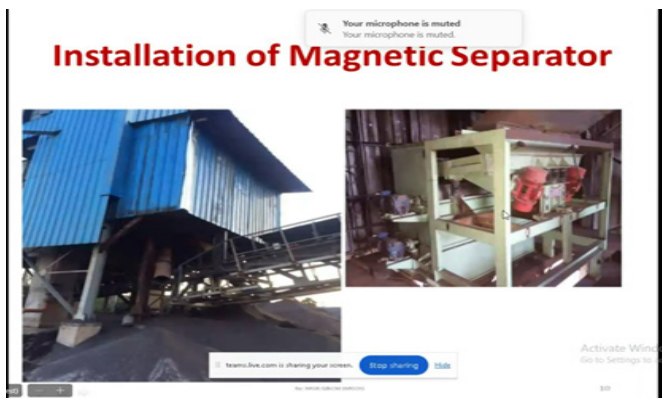 Your microphone is muted
Your microphone is muted.
Installation of Magnetic Separator
teams.live.com is sharing your screen.
Stop sharing
Hide
Activate Wind
Go to Settings to